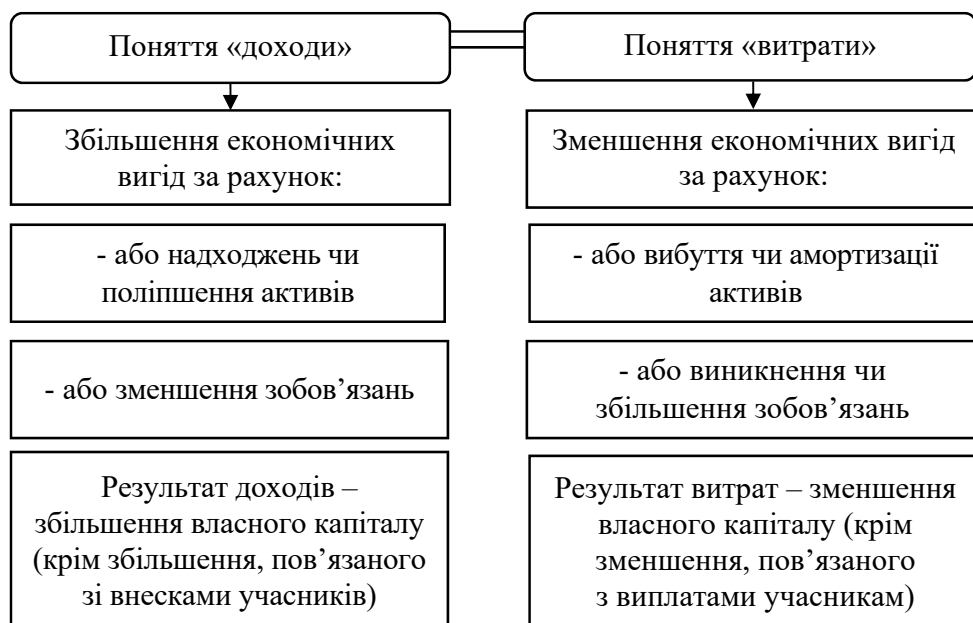 Поняття «доходи»
Збільшення економічних
вигід за рахунок:
- або надходжень чи
поліпшення активів
- або зменшення зобов’язань
Результат доходів –
збільшення власного капіталу
(крім збільшення, пов’язаного
зі внесками учасників)
Поняття «витрати»
Зменшення економічних вигід
за рахунок:
- або вибуття чи амортизації
активів
- або виникнення чи
збільшення зобов’язань
Результат витрат – зменшення
власного капіталу (крім
зменшення, пов’язаного
з виплатами учасникам)